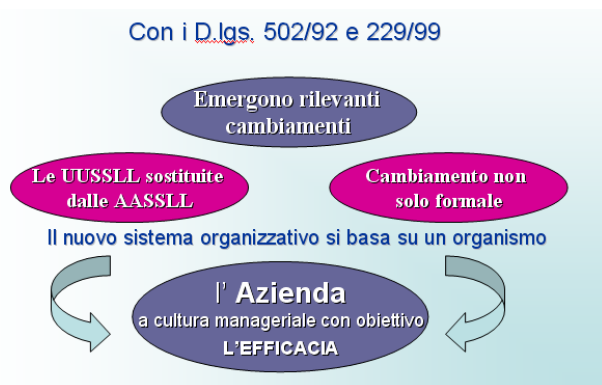 Con i D.lgs. 502/92 e 229/99
Emergono rilevanti
cambiamenti
Le UUSSLL sostituite
dalle AASSLL
Cambiamento non
solo formale
Il nuovo sistema organizzativo si basa su un organismo
l' Azienda
a cultura manageriale con obiettivo
L'EFFICACIA